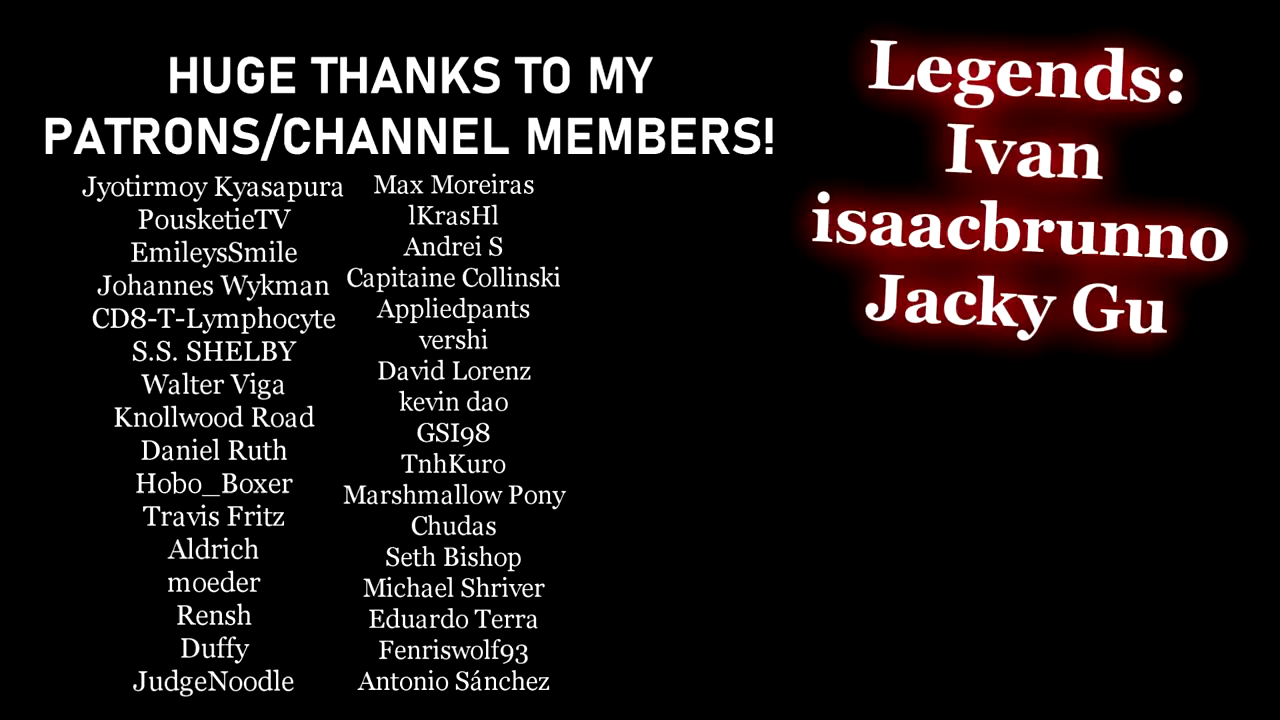 HUGE THANKS TO MY
PATRONS/CHANNEL MEMBERS!
Jyotirmoy Kyasapura
PousketieTV
EmileysSmile
Johannes Wykman
CD8-T-Lymphocyte
S.S. SHELBY
Walter Viga
Knollwood Road
Daniel Ruth
Hobo_Boxer
Travis Fritz
Aldrich
moeder
Rensh
Duffy
JudgeNoodle
Max Moreiras
lKrasHl
Andrei S
Capitaine Collinski
Appliedpants
vershi
David Lorenz
kevin dao
GSI98
TnhKuro
Marshmallow Pony
Chudas
Seth Bishop
Michael Shriver
Eduardo Terra
Fenriswolf93
Antonio Sánchez
Legends:
Ivan
isaacbrunno
Jacky Gu